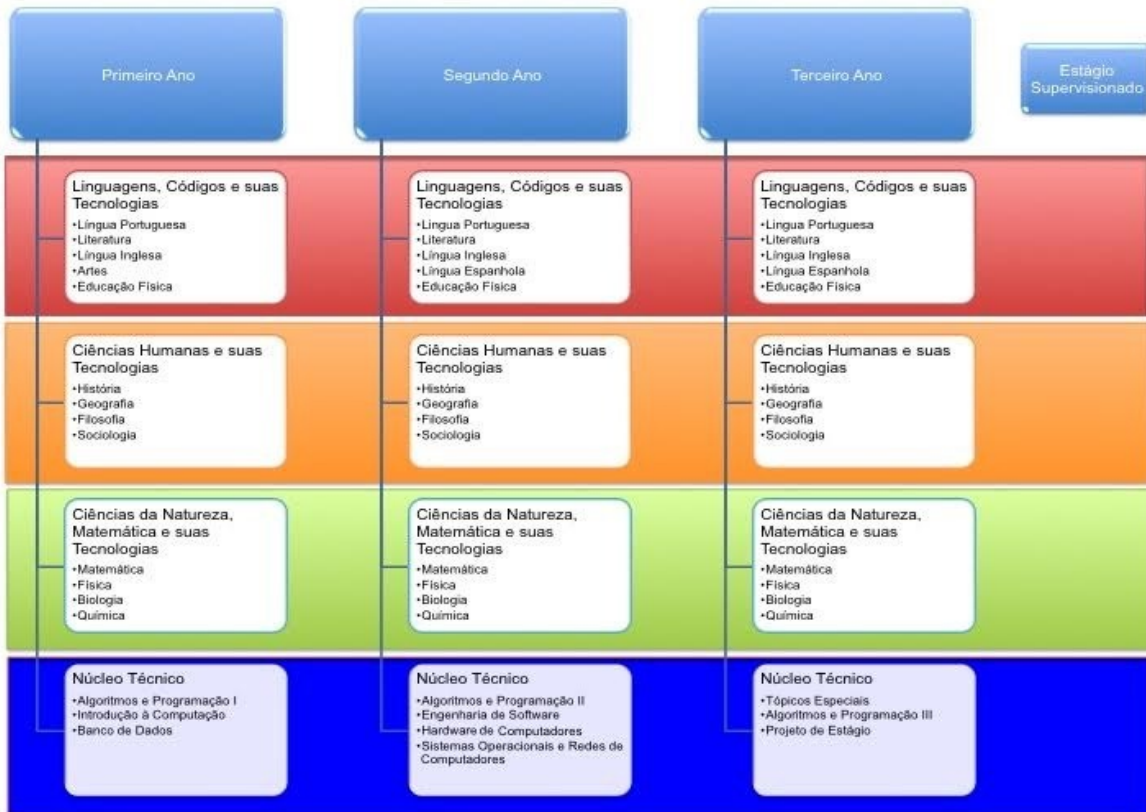 Primeiro Ano
Segundo Ano
Terceiro Ano
Estágio
Supervisionado
Linguagens, Códigos e suas
Tecnologias
•Língua Portuguesa
•Literatura
•Língua Inglesa
•Artes
•Educação Física
Linguagens, Códigos e suas
Tecnologias
•Lingua Portuguesa
•Literatura
•Língua Inglesa
•Língua Espanhola
•Educação Física
Linguagens, Códigos e suas
Tecnologias
•Lingua Portuguesa
•Literatura
•Língua Inglesa
•Língua Espanhola
•Educação Física
Ciências Humanas e suas
Tecnologias
•História
•Geografia
•Filosofia
•Sociologia
Ciências Humanas e suas
Tecnologias
•História
•Geografia
•Filosofia
•Sociologia
Ciências Humanas e suas
Tecnologias
•História
•Geografia
•Filosofia
•Sociologia
Ciências da Natureza,
Matemática e suas
Tecnologias
•Matemática
•Física
•Biologia
•Química
Ciências da Natureza,
Matemática e suas
Tecnologias
•Matemática
•Física
•Biologia
•Química
Ciências da Natureza,
Matemática e suas
Tecnologias
•Matemática
•Física
•Biologia
•Química
Núcleo Técnico
•Algoritmos e Programação I
•Introdução à Computação
•Banco de Dados
Núcleo Técnico
•Algoritmos e Programação II
•Engenharia de Software
•Hardware de Computadores
•Sistemas Operacionais e Redes de
Computadores
Núcleo Técnico
•Tópicos Especiais
•Algoritmos e Programação III
•Projeto de Estágio